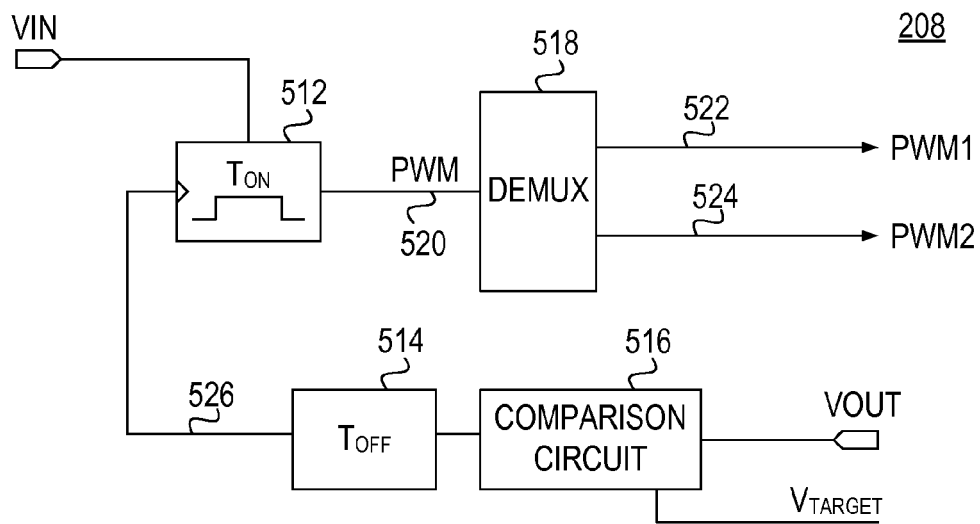 VIN
518
208
512
522
TON
PWM
DEMUX
PWM1
520
524
PWM2
514
516
526
VOUT
TOFF
COMPARISON
CIRCUIT
VTARGET